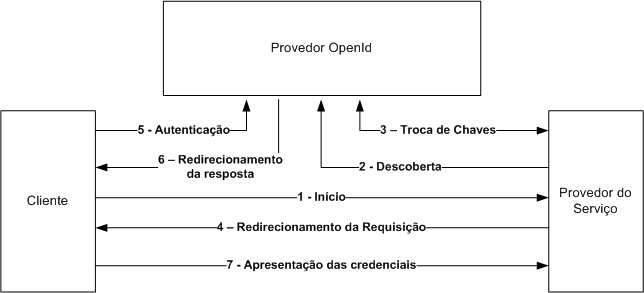 Provedor OpenId
5 - Autenticação
3 – Troca de Chaves
6 – Redirecionamento
da resposta
2 - Descoberta
Cliente
1 - Início
Provedor do
Serviço
4 – Redirecionamento da Requisição
7 - Apresentação das credenciais